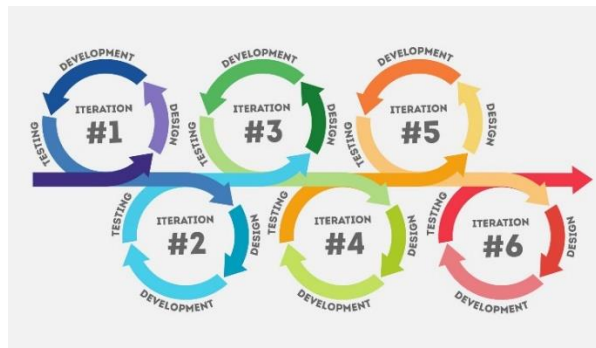 DEVELOPMENT
ITERATION
#1
DESIGN
TESTING
DEVELOPMENT
ITERATION
#3
DESIGN
TESTING
DEVELOPMENT
ITERATION
#5
DESIGN
TESTING
TESTING
ITERATION
#2
DESIGN
DEVELOPMENT
TESTING
ITERATION
#4
DESIGN
DEVELOPMENT
TESTING
ITERATION
#6
DESIGN
DEVELOPMENT